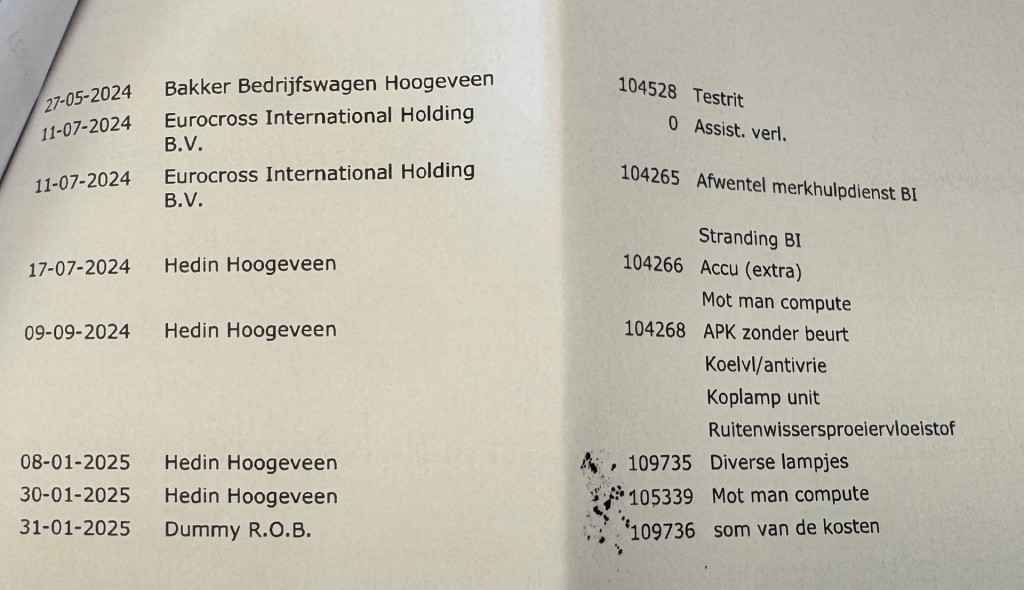 27-05-2024 Bakker Bedrijfswagen Hoogeveen 104528 Testrit
11-07-2024 Eurocross International Holding 0 Assist. verl.
B.V.
11-07-2024 Eurocross International Holding 104265 Afwentel merkhulpdienst BI
B.V.
Stranding BI
17-07-2024 Hedin Hoogeveen 104266 Accu (extra)
Mot man compute
09-09-2024 Hedin Hoogeveen 104268 APK zonder beurt
Koelvl/antivrie
Koplamp unit
Ruitenwissersproeiervloeistof
08-01-2025 Hedin Hoogeveen 109735 Diverse lampjes
30-01-2025 Hedin Hoogeveen 105339 Mot man compute
31-01-2025 Dummy R.O.B. 109736 som van de kosten